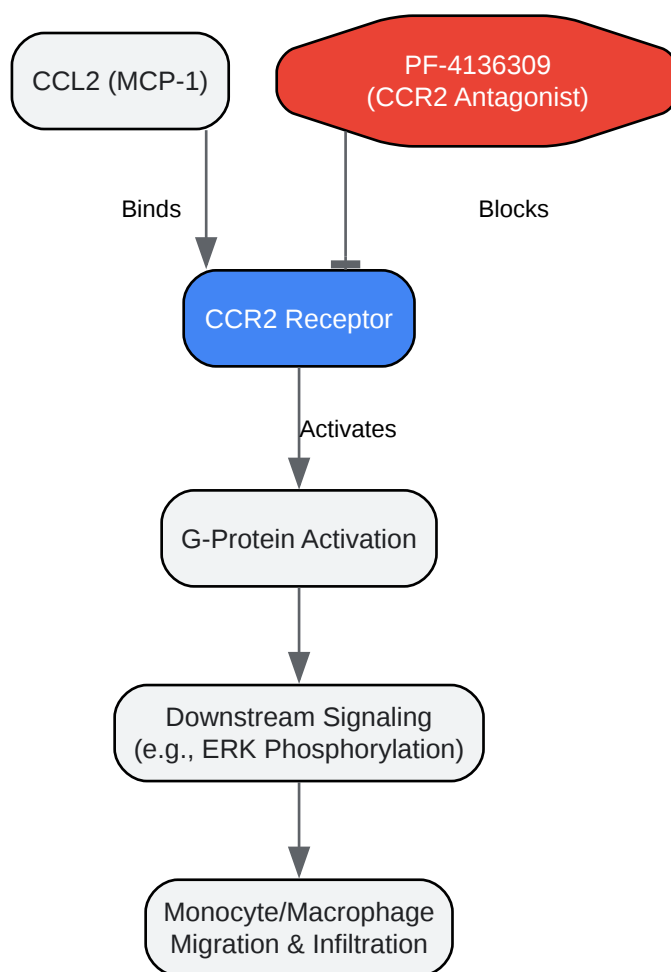 CCL2 (MCP-1)
PF-4136309
(CCR2 Antagonist)
Binds
Blocks
CCR2 Receptor
Activates
G-Protein Activation
Downstream Signaling
(e.g., ERK Phosphorylation)
Monocyte/Macrophage
Migration & Infiltration